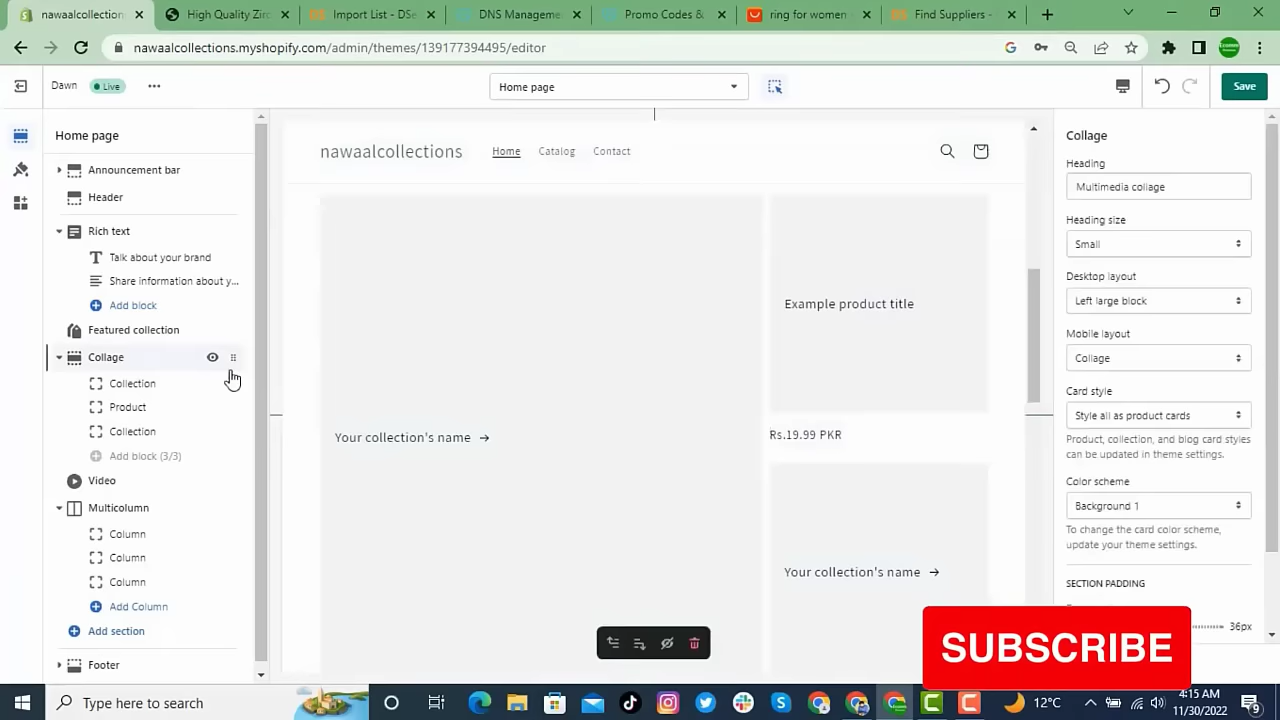 High Quality Zirc
Import List - DSe
DNS Manageme
Promo Codes &
ring for women
Find Suppliers -
nawaalcollections.myshopify.com/admin/themes/139177394495/editor
Dawn
Live
Home page
Save
Home page
Announcement bar
Header
Rich text
Talk about your brand
Share information about y...
Add block
Featured collection
Collage
Collection
Product
Collection
Add block (3/3)
Video
Multicolumn
Column
Column
Column
Add Column
Add section
Footer
nawaalcollections
Home
Catalog
Contact
Your collection's name →
Example product title
Rs.19.99 PKR
Your collection's name →
Collage
Heading
Multimedia collage
Heading size
Small
Desktop layout
Left large block
Mobile layout
Collage
Card style
Style all as product cards
Product, collection, and blog card styles
can be updated in theme settings.
Color scheme
Background 1
To change the card color scheme,
update your theme settings.
SECTION PADDING
36px
SUBSCRIBE
Type here to search
12°C
4:15 AM
11/30/2022
9